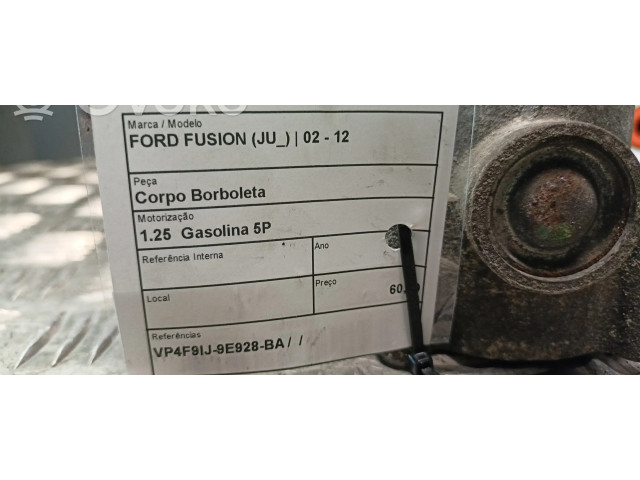 Marca / Modelo
FORD FUSION (JU_) | 02 - 12
Peça
Corpo Borboleta
Motorização
1.25 Gasolina 5P
Referência Interna
Ano
Local
Preço
Referências
VP4F9IJ-9E928-BA / /